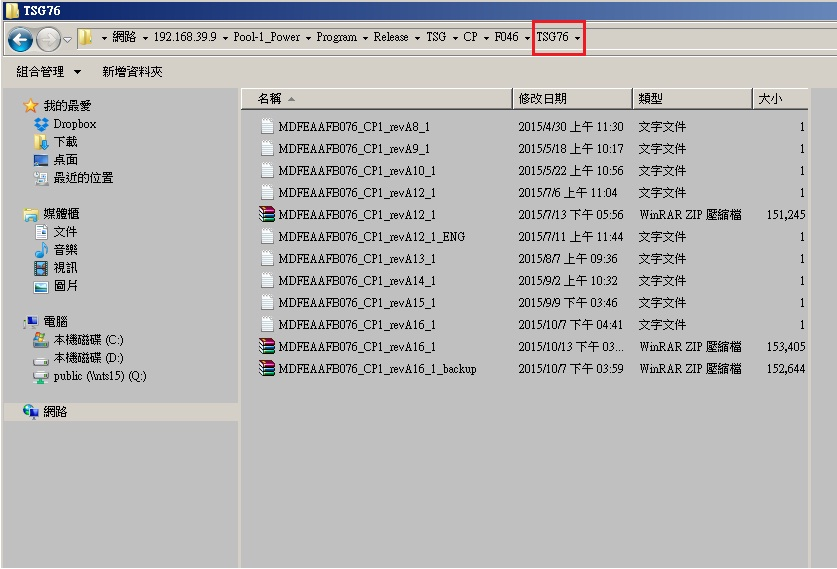 TSG76
網路 192.168.39.9 Pool-1_Power Program Release TSG CP F046 TSG76
組合管理 新增資料夾
我的最愛
Dropbox
下載
桌面
最近的位置
媒體櫃
文件
音樂
視訊
圖片
電腦
本機磁碟 (C:)
本機磁碟 (D:)
public (\\nts15) (Q:)
網路
名稱 修改日期 類型 大小
MDFEAAFB076_CP1_revA8_1 2015/4/30 上午 11:30 文字文件 1
MDFEAAFB076_CP1_revA9_1 2015/5/18 上午 10:17 文字文件 1
MDFEAAFB076_CP1_revA10_1 2015/5/22 上午 10:56 文字文件 1
MDFEAAFB076_CP1_revA12_1 2015/7/6 上午 11:04 文字文件 1
MDFEAAFB076_CP1_revA12_1 2015/7/13 下午 05:56 WinRAR ZIP 壓縮檔 151,245
MDFEAAFB076_CP1_revA12_1_ENG 2015/7/11 上午 11:44 文字文件 1
MDFEAAFB076_CP1_revA13_1 2015/8/7 上午 09:36 文字文件 1
MDFEAAFB076_CP1_revA14_1 2015/9/2 上午 10:32 文字文件 1
MDFEAAFB076_CP1_revA15_1 2015/9/9 下午 03:46 文字文件 1
MDFEAAFB076_CP1_revA16_1 2015/10/7 下午 04:41 文字文件 1
MDFEAAFB076_CP1_revA16_1 2015/10/13 下午 03... WinRAR ZIP 壓縮檔 153,405
MDFEAAFB076_CP1_revA16_1_backup 2015/10/7 下午 03:59 WinRAR ZIP 壓縮檔 152,644